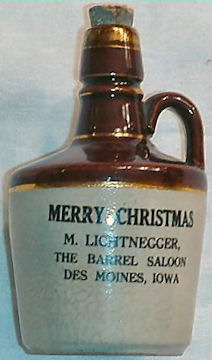 MERRY CHRISTMAS
M. LICHTNEGGER,
THE BARREL SALOON
DES MOINES, IOWA